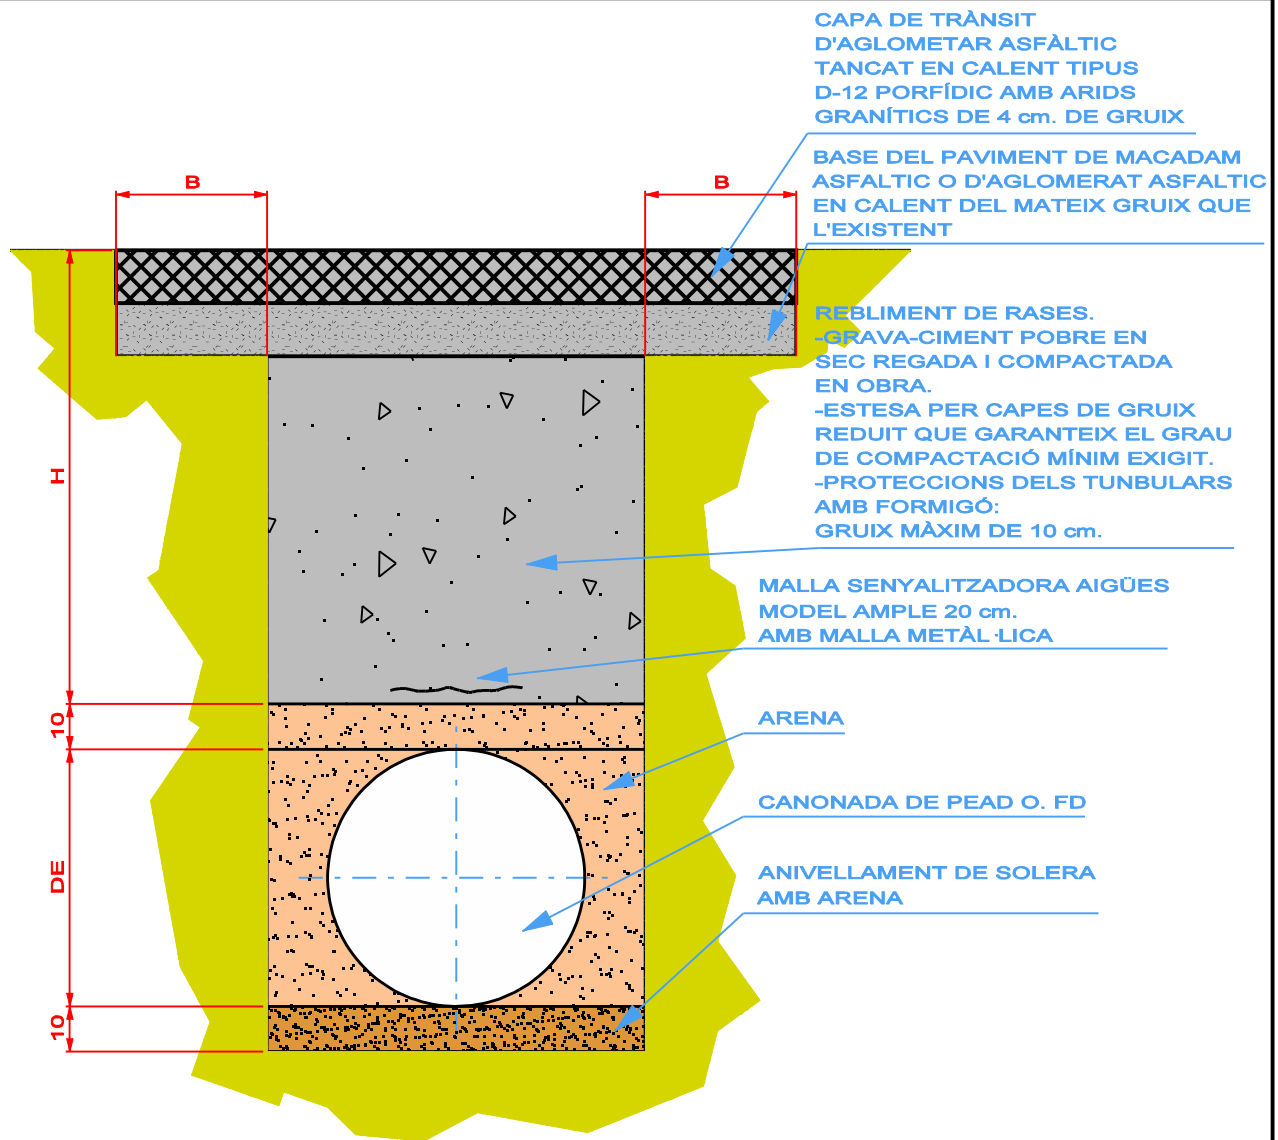 CAPA DE TRÀNSIT
D'AGLOMETAR ASFÀLTIC
TANCAT EN CALENT TIPUS
D-12 PORFÍDIC AMB ARIDS
GRANÍTICS DE 4 cm. DE GRUIX
BASE DEL PAVIMENT DE MACADAM
ASFALTIC O D'AGLOMERAT ASFALTIC
EN CALENT DEL MATEIX GRUIX QUE
L'EXISTENT
B
B
REBLIMENT DE RASES.
-GRAVA-CIMENT POBRE EN
SEC REGADA I COMPACTADA
EN OBRA.
-ESTESA PER CAPES DE GRUIX
REDUIT QUE GARANTEIX EL GRAU
DE COMPACTACIÓ MÍNIM EXIGIT.
-PROTECCIONS DELS TUNBULARS
AMB FORMIGÓ:
GRUIX MÀXIM DE 10 cm.
H
MALLA SENYALITZADORA AIGÜES
MODEL AMPLE 20 cm.
AMB MALLA METÀL·LICA
10
ARENA
CANONADA DE PEAD O. FD
DE
ANIVELLAMENT DE SOLERA
AMB ARENA
10